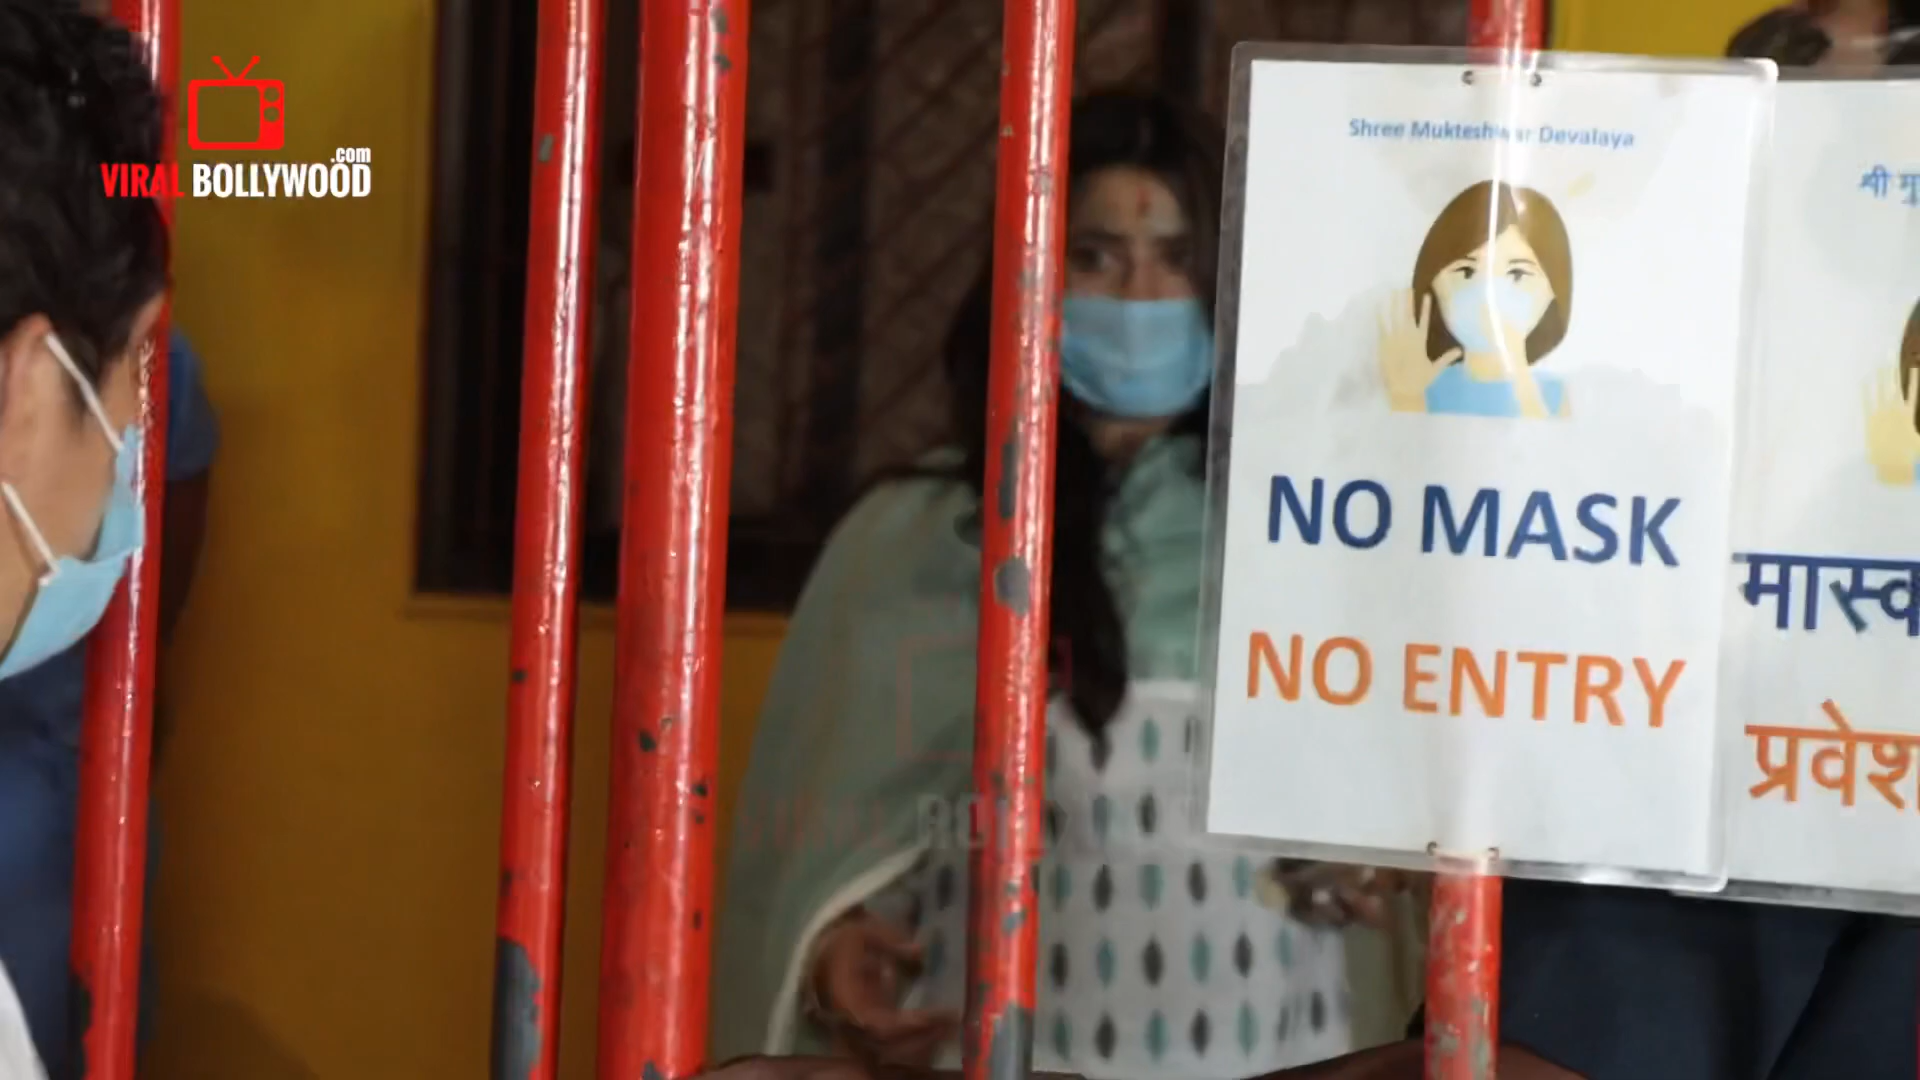 VIRAL BOLLYWOOD.com
Shree Mukteshwar Devalaya
NO MASK
NO ENTRY
श्री मु
मास्क
प्रवेश